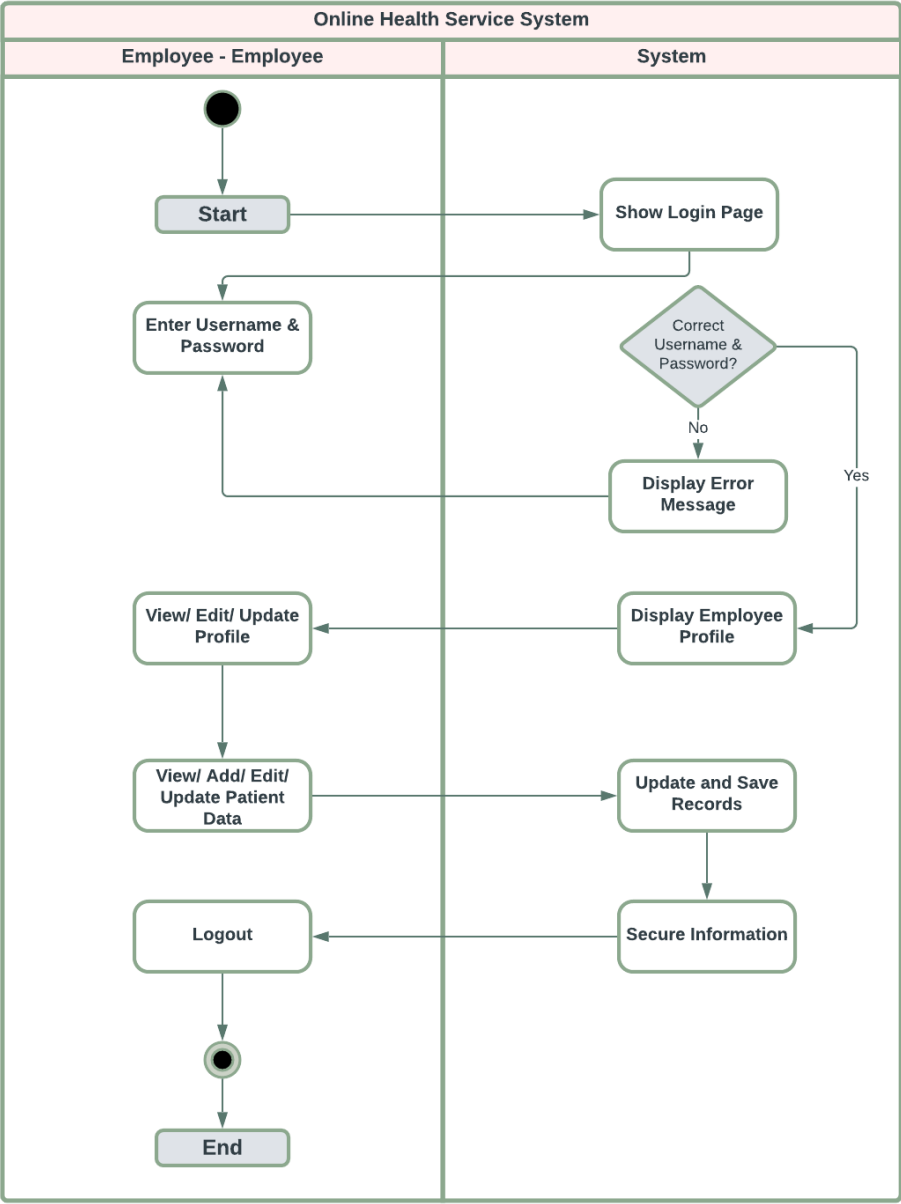 Online Health Service System
Employee - Employee
System
Start
Show Login Page
Enter Username &
Password
Correct
Username &
Password?
No
Yes
Display Error
Message
View/ Edit/ Update
Profile
Display Employee
Profile
View/ Add/ Edit/
Update Patient
Data
Update and Save
Records
Logout
Secure Information
End